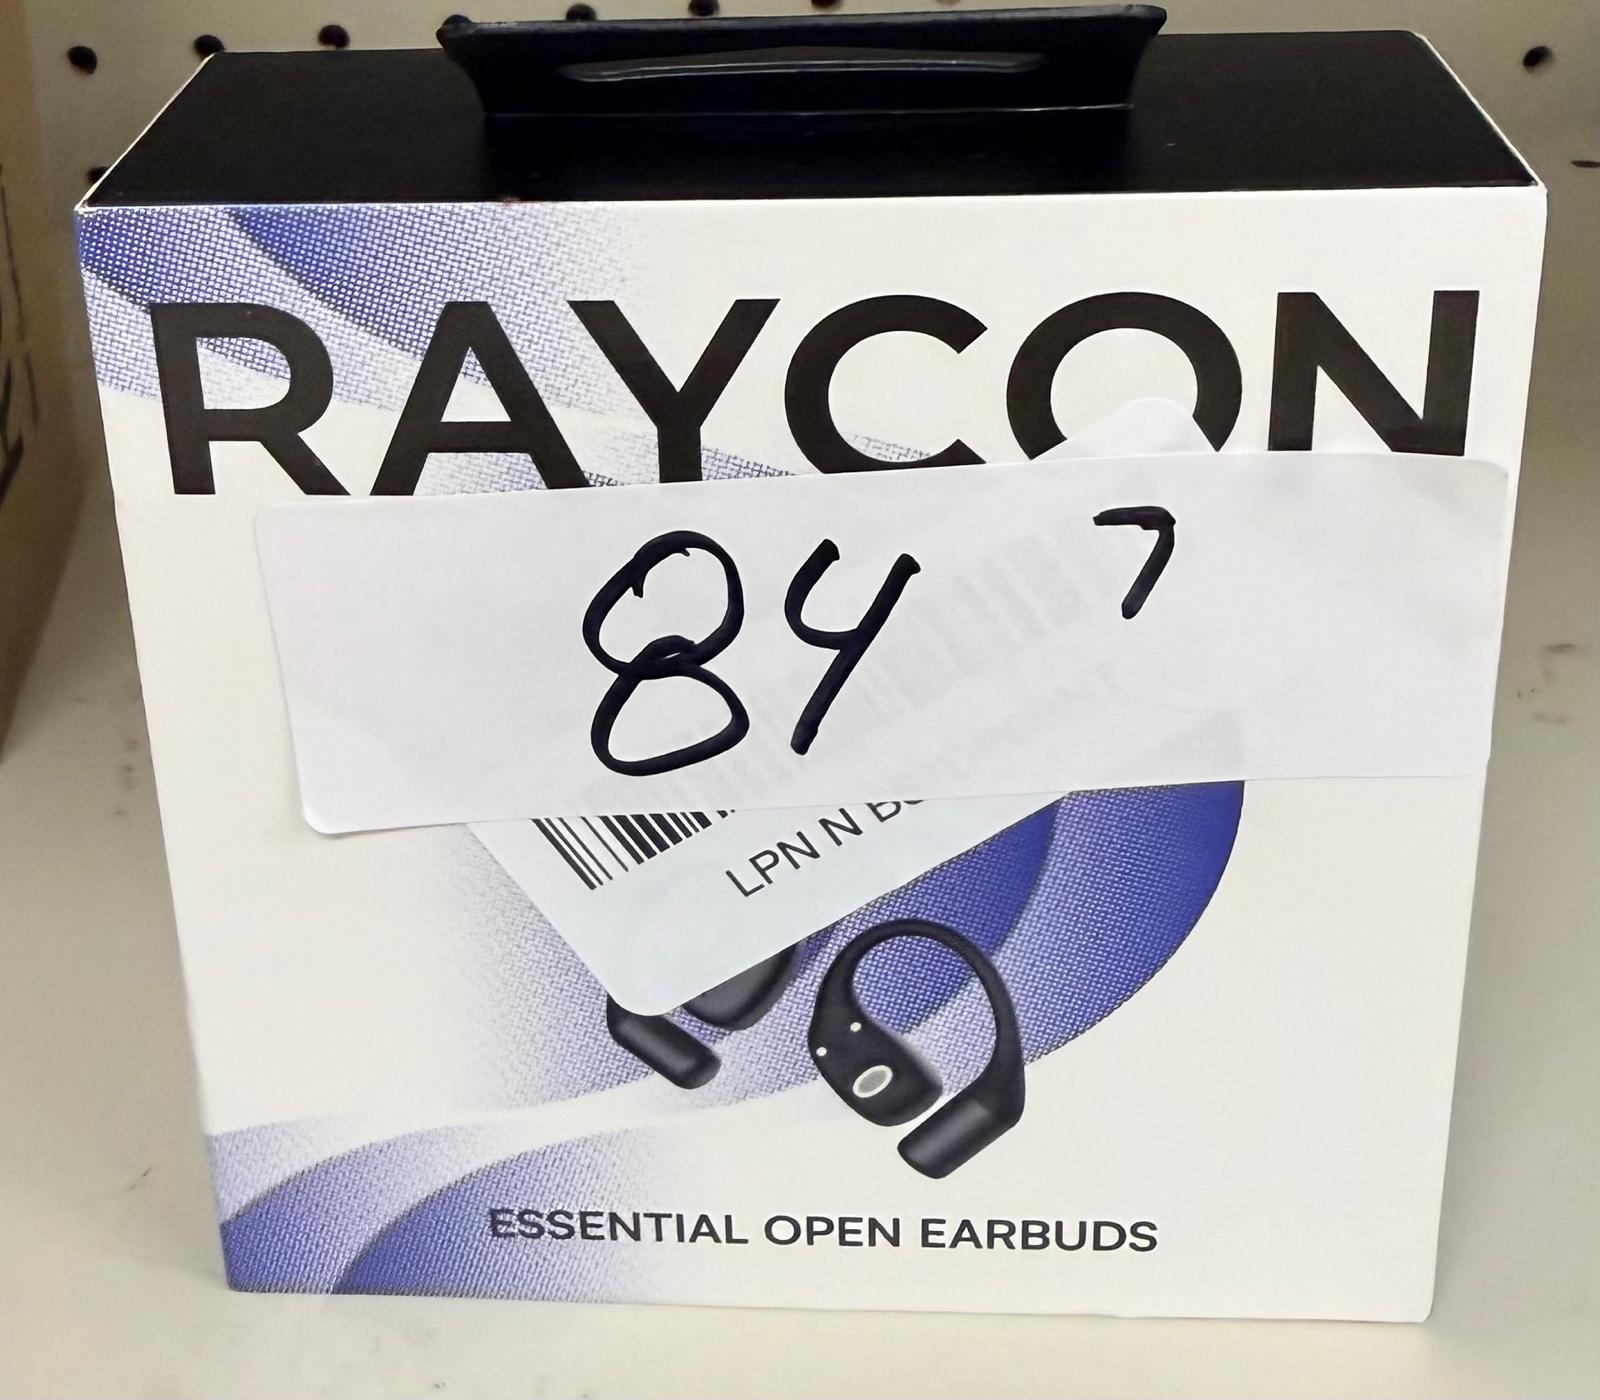 RAYCON
84 7
LPN N
ESSENTIAL OPEN EARBUDS